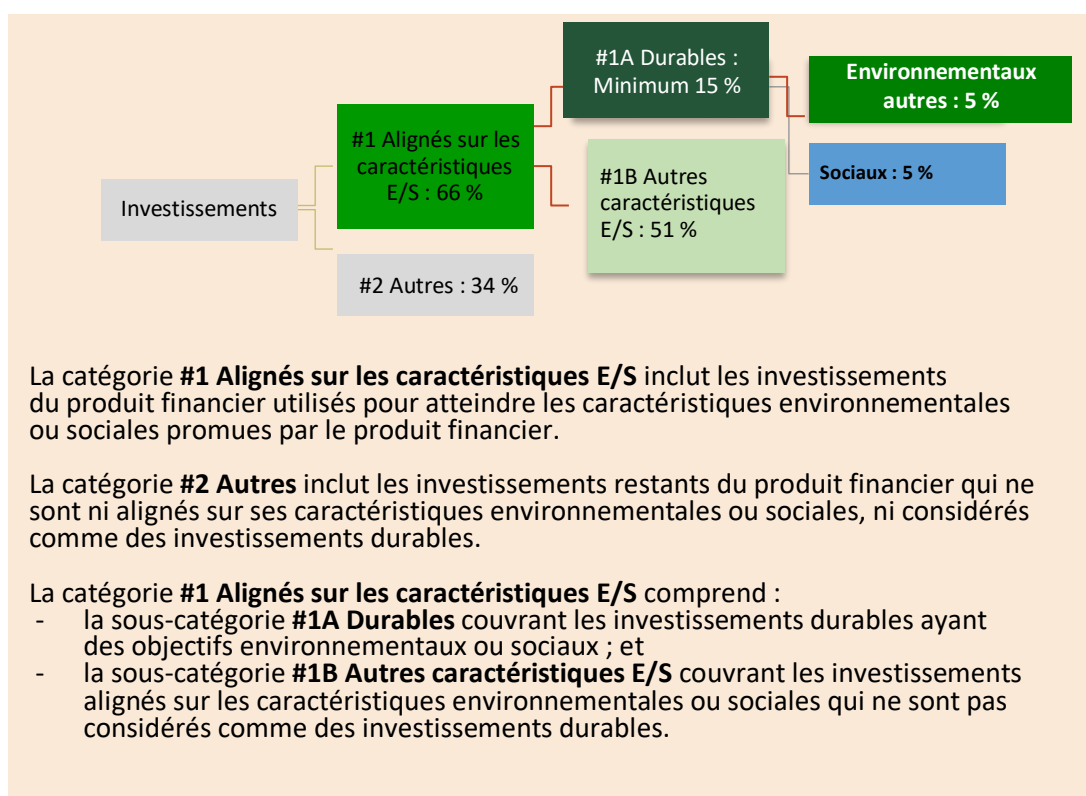 #1A Durables :
Minimum 15 %
Environnementaux
autres : 5 %
#1 Alignés sur les
caractéristiques
E/S : 66 %
#1B Autres
caractéristiques
E/S : 51 %
Sociaux : 5 %
Investissements
#2 Autres : 34 %
La catégorie #1 Alignés sur les caractéristiques E/S inclut les investissements
du produit financier utilisés pour atteindre les caractéristiques environnementales
ou sociales promues par le produit financier.
La catégorie #2 Autres inclut les investissements restants du produit financier qui ne
sont ni alignés sur ses caractéristiques environnementales ou sociales, ni considérés
comme des investissements durables.
La catégorie #1 Alignés sur les caractéristiques E/S comprend :
- la sous-catégorie #1A Durables couvrant les investissements durables ayant
des objectifs environnementaux ou sociaux ; et
- la sous-catégorie #1B Autres caractéristiques E/S couvrant les investissements
alignés sur les caractéristiques environnementales ou sociales qui ne sont pas
considérés comme des investissements durables.